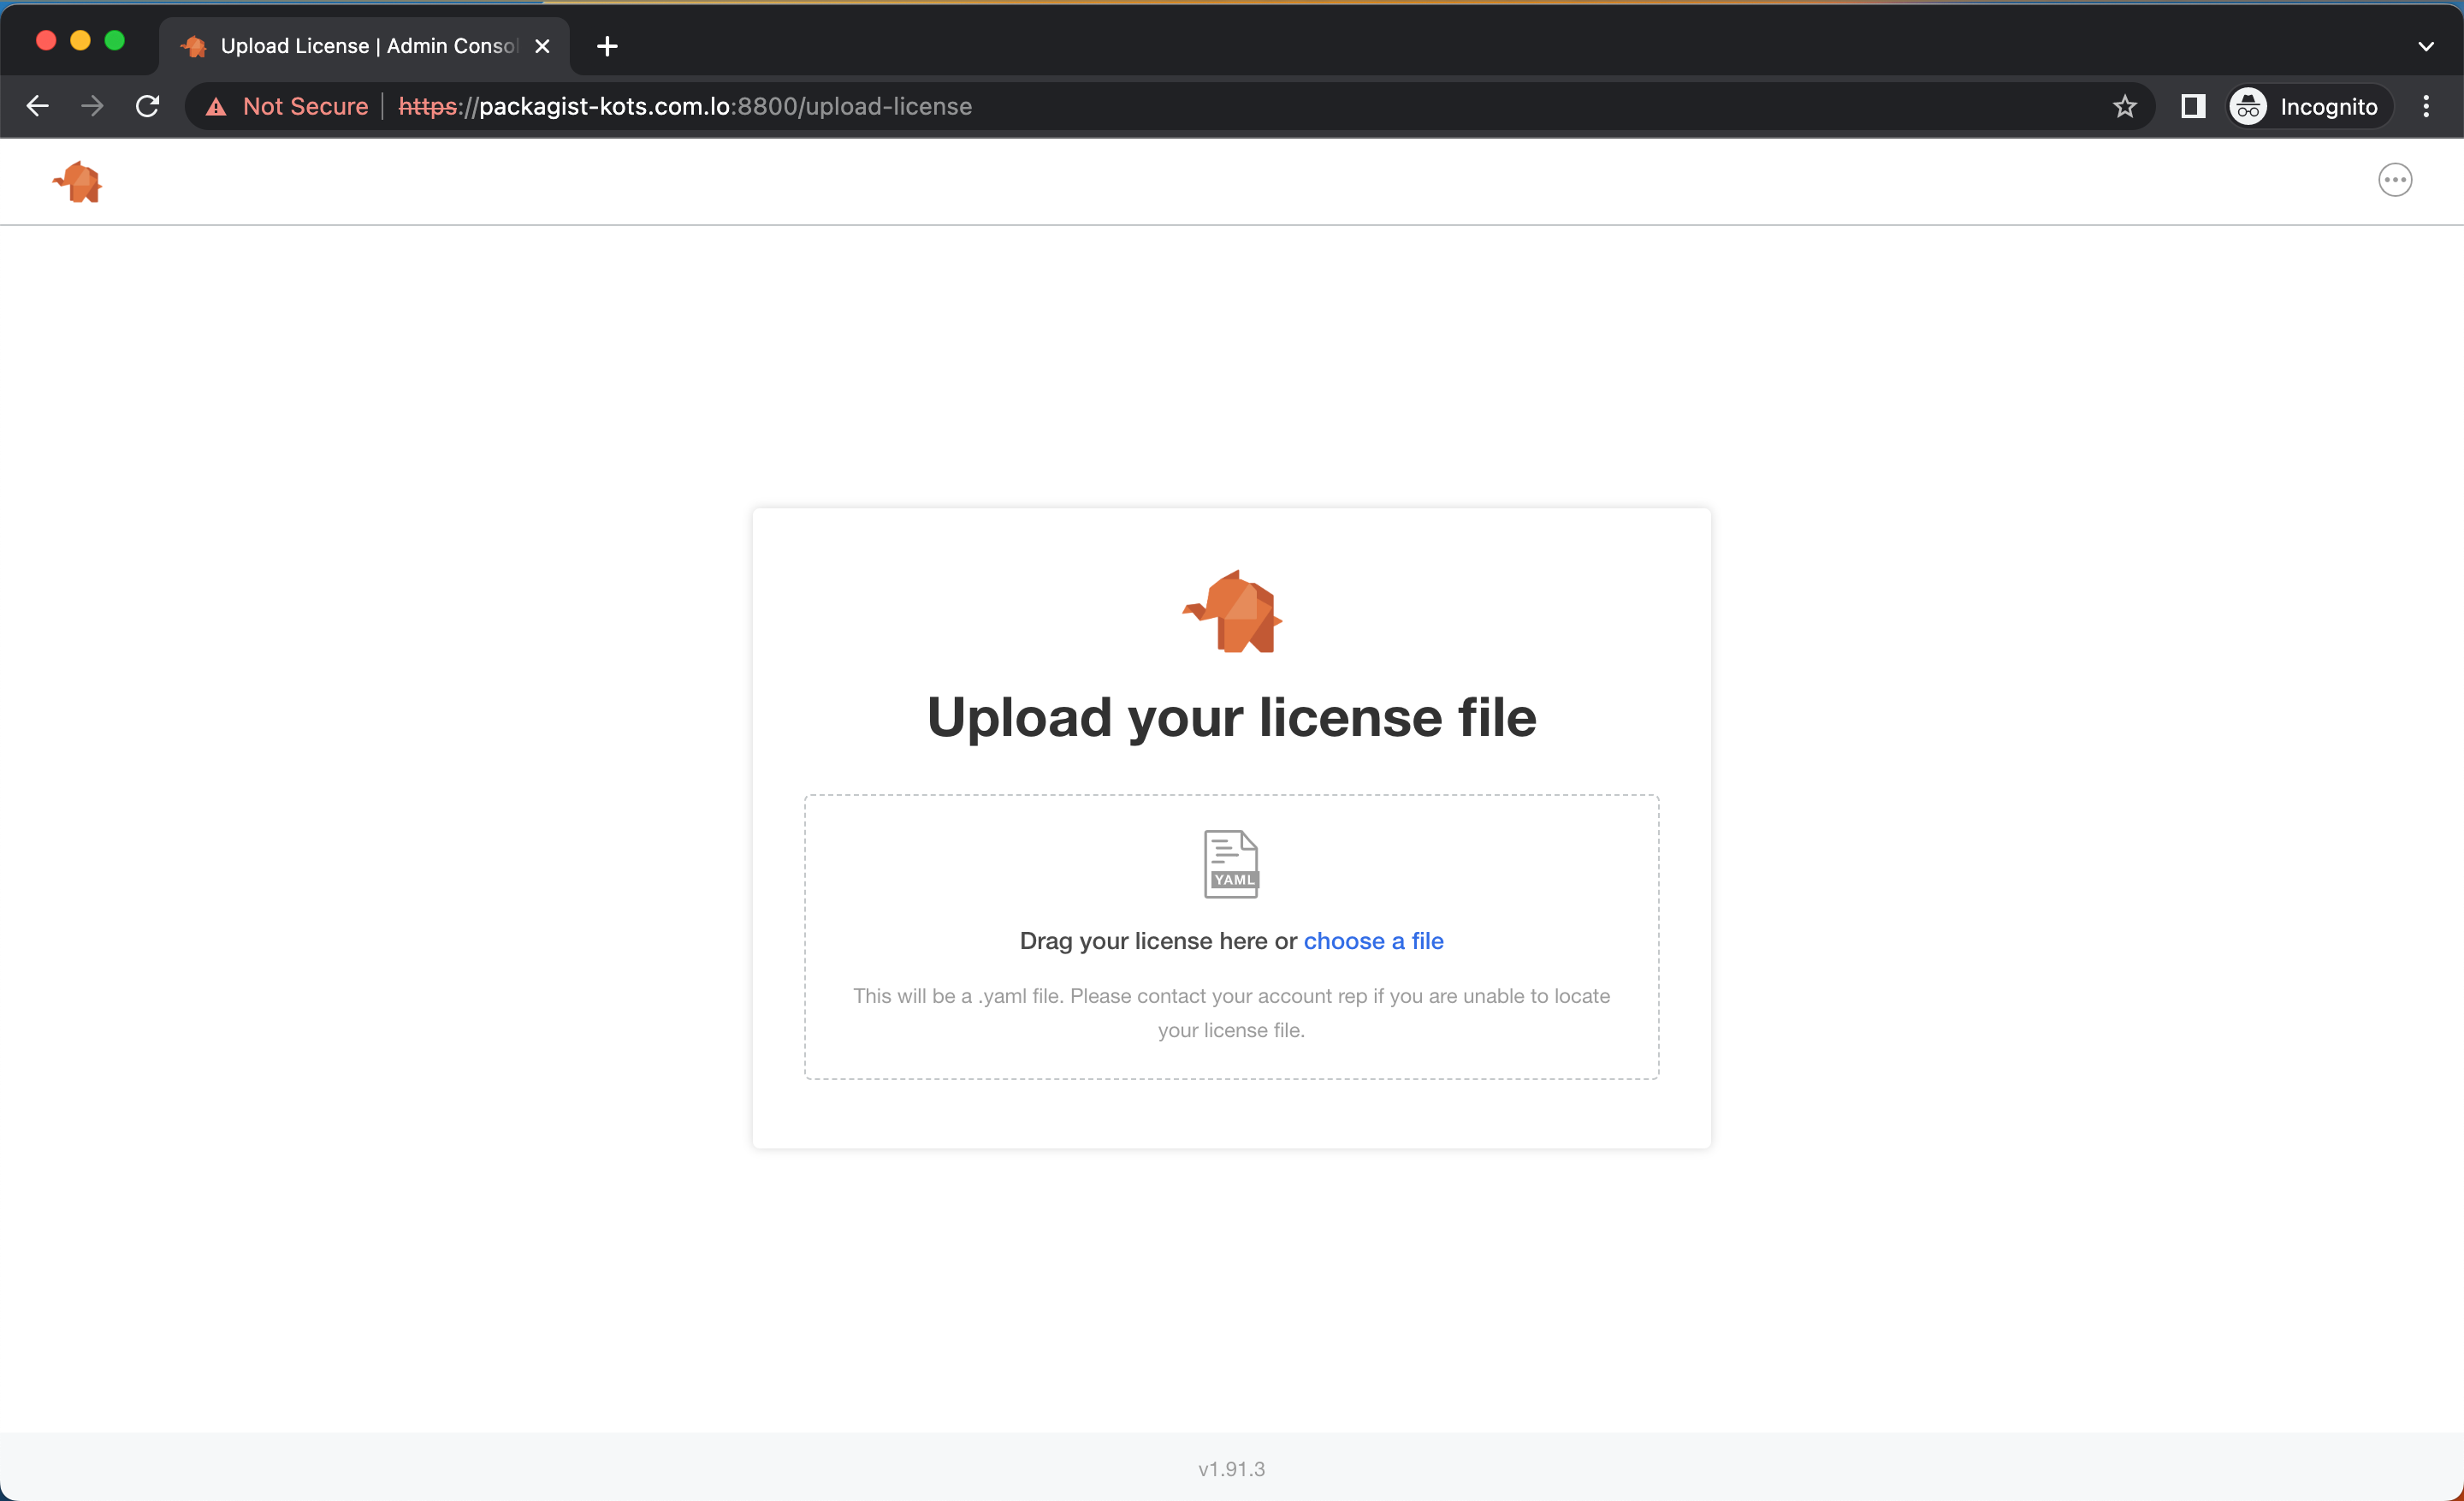 Upload License | Admin Consol
Not Secure https://packagist-kots.com.lo:8800/upload-license
Incognito
Upload your license file
YAML
Drag your license here or choose a file
This will be a .yaml file. Please contact your account rep if you are unable to locate
your license file.
v1.91.3